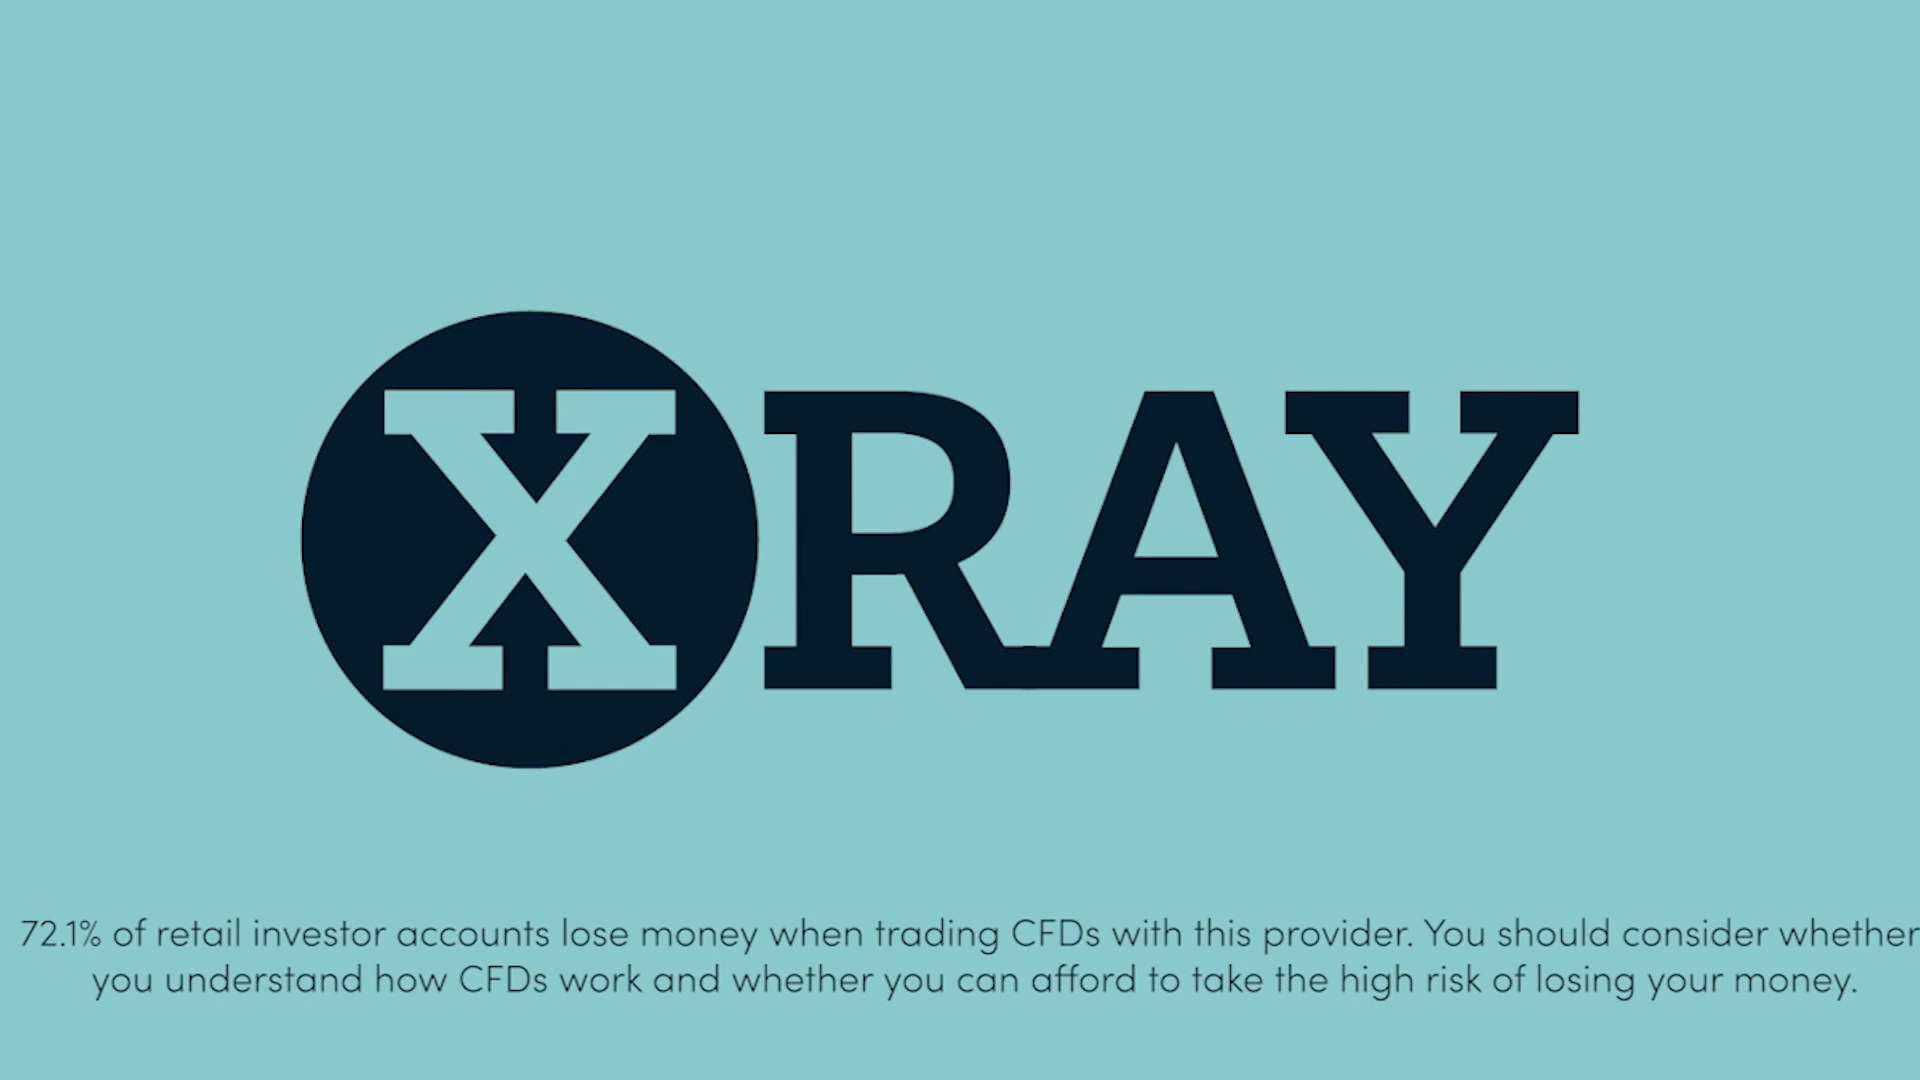 XRAY
72.1% of retail investor accounts lose money when trading CFDs with this provider. You should consider whether
you understand how CFDs work and whether you can afford to take the high risk of losing your money.